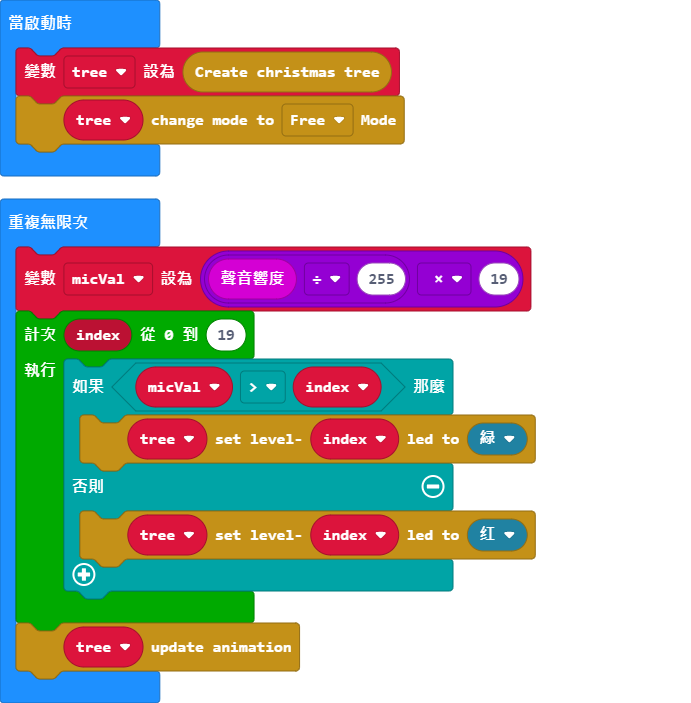 當啟動時
變數 tree 設為 Create christmas tree
tree change mode to Free Mode
重複無限次
變數 micVal 設為 聲音響度 ÷ 255 × 19
計次 index 從 0 到 19
執行
如果 micVal > index 那麼
tree set level- index led to 綠
否則
tree set level- index led to 红
tree update animation